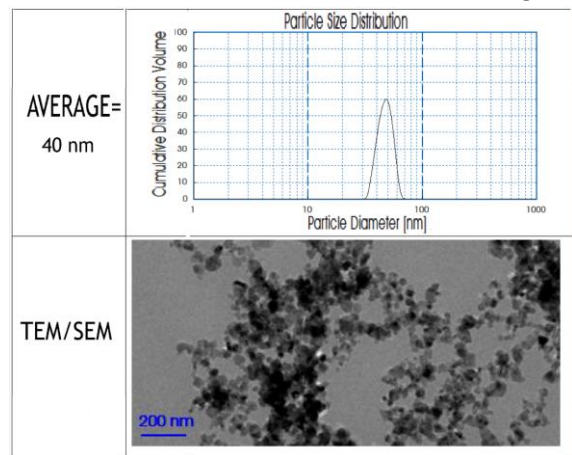 AVERAGE=
40 nm
Particle Size Distribution
Cumulative Distribution Volume
100
90
80
70
60
50
40
30
20
10
0
1
10
100
1000
Particle Diameter [nm]
TEM/SEM
200 nm